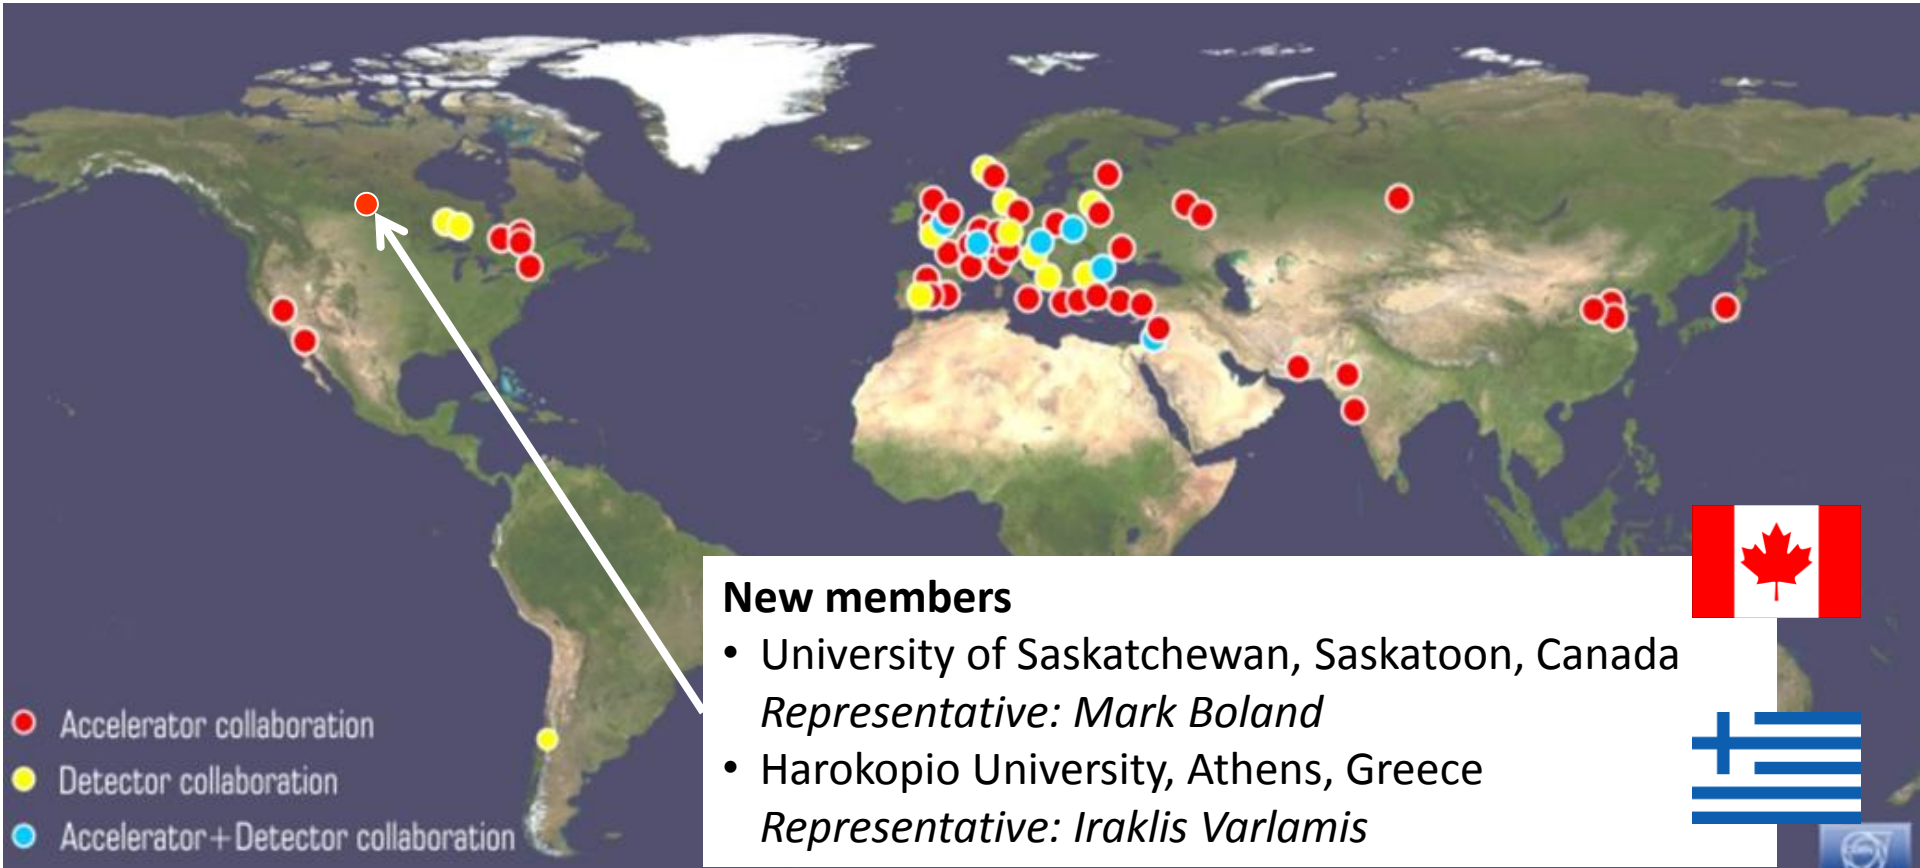 New members
• University of Saskatchewan, Saskatoon, Canada
Representative: Mark Boland
• Harokopio University, Athens, Greece
Representative: Iraklis Varlamis
Accelerator collaboration
Detector collaboration
Accelerator+Detector collaboration